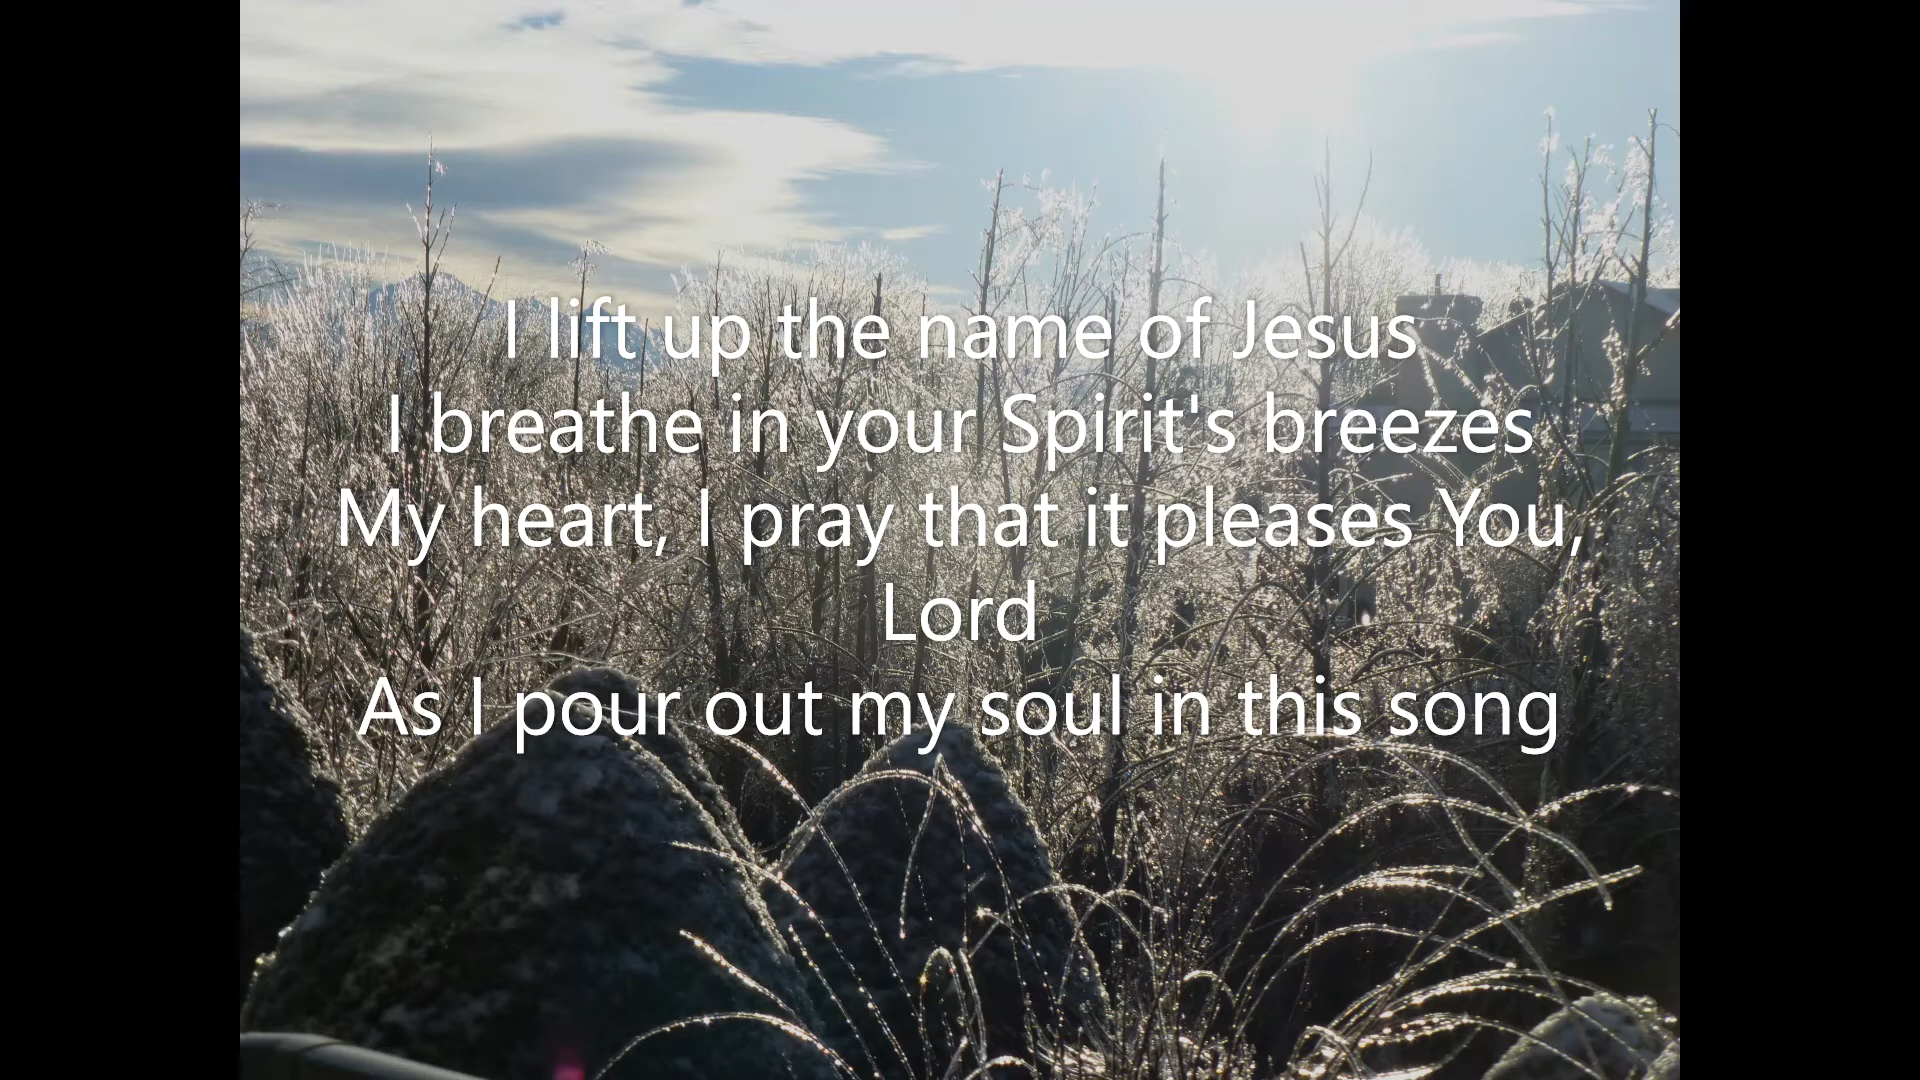 I lift up the name of Jesus
I breathe in your Spirit's breezes
My heart, I pray that it pleases You,
Lord
As I pour out my soul in this song